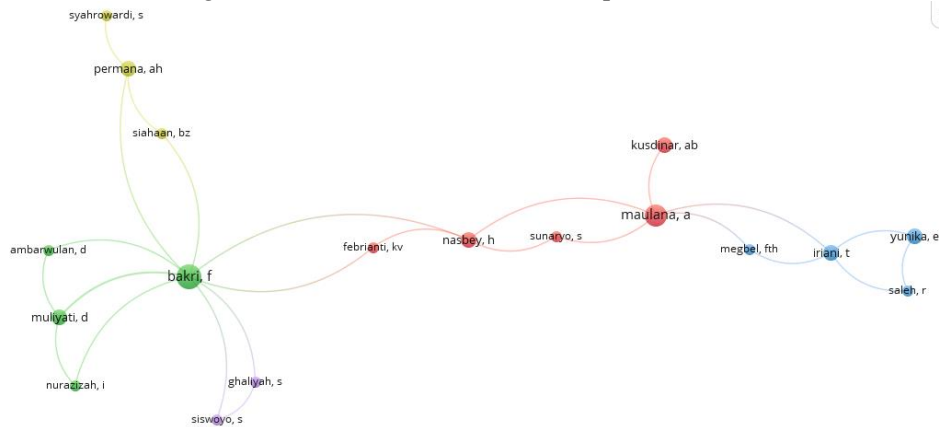 syahrowardi, s
permana, ah
siahaan, bz
kusdinar, ab
maulana, a
ambarwulan, d
febrianti, kv
nasbey, h
sunaryo, s
megbel, fth
iriani, t
yunika, e
bakri, f
saleh, r
muliyati, d
nurazizah, i
ghaliyah, s
siswoyo, s